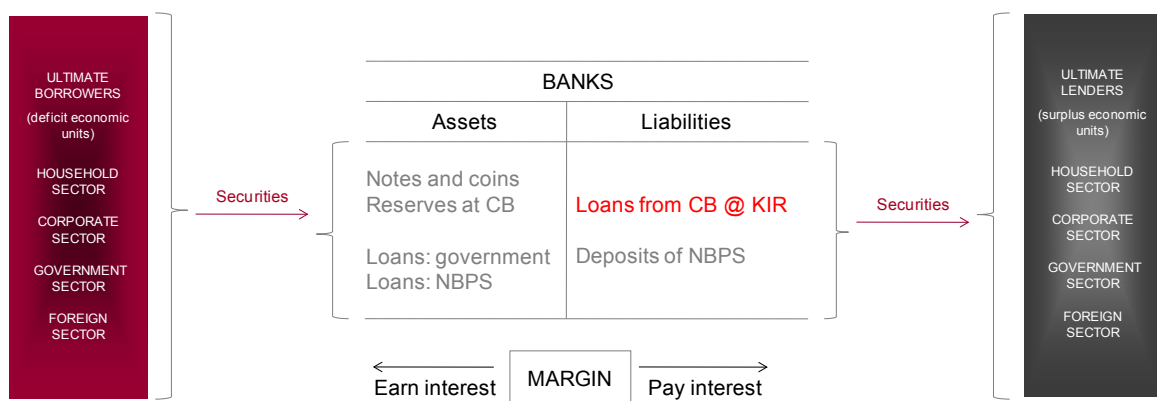 ULTIMATE
BORROWERS
(deficit economic
units)
HOUSEHOLD
SECTOR
CORPORATE
SECTOR
GOVERNMENT
SECTOR
FOREIGN
SECTOR
Securities
BANKS
Assets
Liabilities
Notes and coins
Reserves at CB
Loans: government
Loans: NBPS
Loans from CB @ KIR
Deposits of NBPS
Earn interest
MARGIN
Pay interest
Securities
ULTIMATE
LENDERS
(surplus economic
units)
HOUSEHOLD
SECTOR
CORPORATE
SECTOR
GOVERNMENT
SECTOR
FOREIGN
SECTOR